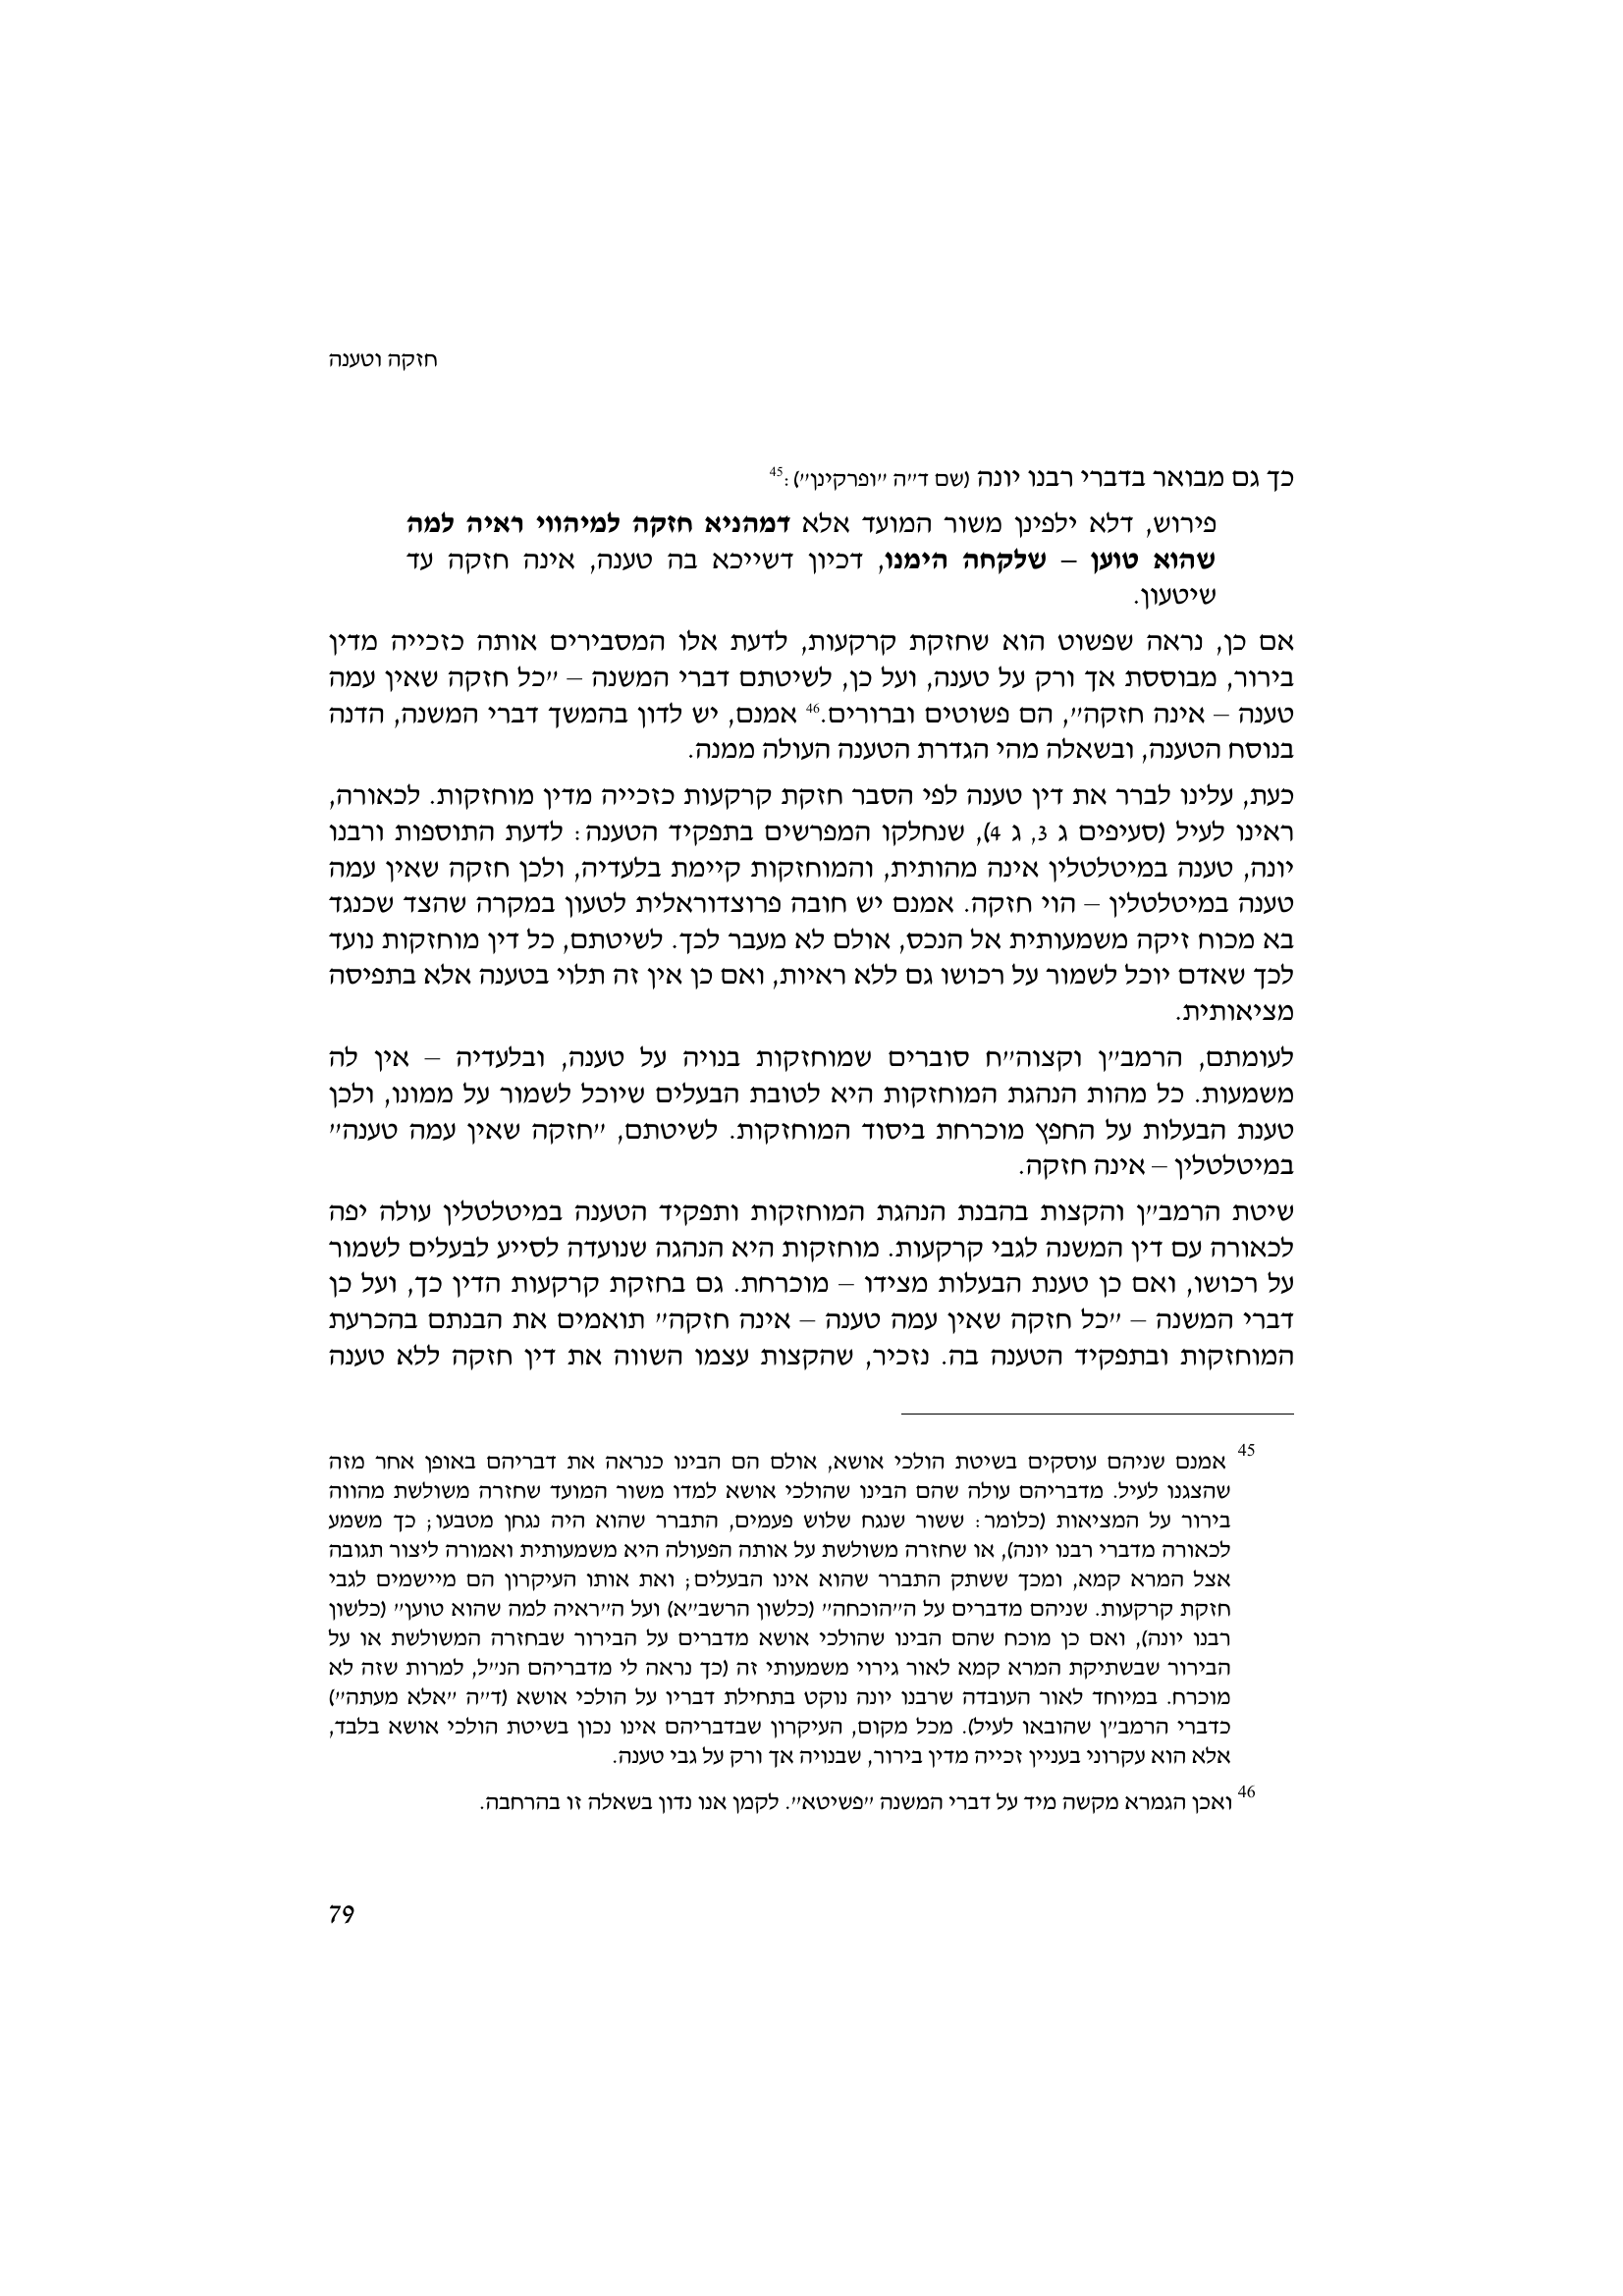 חזקה וטענה
כך גם מבואר בדברי רבנו יונה (שם ד״ה ״ופרקינן״):45
פירוש, דלא ילפינן משור המועד אלא דמהניא חזקה למיהווי ראיה למה
שהוא טוען – שלקחה הימנו, דכיון דשייכא בה טענה, אינה חזקה עד
שיטעון.
אם כן, נראה שפשוט הוא שחזקת קרקעות, לדעת אלו המסבירים אותה כזכייה מדין
בירור, מבוססת אך ורק על טענה, ועל כן, לשיטתם דברי המשנה – ״כל חזקה שאין עמה
טענה – אינה חזקה״, הם פשוטים וברורים.46 אמנם, יש לדון בהמשך דברי המשנה, הדנה
בנוסח הטענה, ובשאלה מהי הגדרת הטענה העולה ממנה.
כעת, עלינו לברר את דין טענה לפי הסבר חזקת קרקעות כזכייה מדין מוחזקות. לכאורה,
ראינו לעיל (סעיפים ג 3, ג 4), שנחלקו המפרשים בתפקיד הטענה: לדעת התוספות ורבנו
יונה, טענה במיטלטלין אינה מהותית, והמוחזקות קיימת בלעדיה, ולכן חזקה שאין עמה
טענה במיטלטלין – הוי חזקה. אמנם יש חובה פרוצדוראלית לטעון במקרה שהצד שכנגד
בא מכוח זיקה משמעותית אל הנכס, אולם לא מעבר לכך. לשיטתם, כל דין מוחזקות נועד
לכך שאדם יוכל לשמור על רכושו גם ללא ראיות, ואם כן אין זה תלוי בטענה אלא בתפיסה
מציאותית.
לעומתם, הרמב״ן וקצוה״ח סוברים שמוחזקות בנויה על טענה, ובלעדיה – אין לה
משמעות. כל מהות הנהגת המוחזקות היא לטובת הבעלים שיוכל לשמור על ממונו, ולכן
טענת הבעלות על החפץ מוכרחת ביסוד המוחזקות. לשיטתם, ״חזקה שאין עמה טענה״
במיטלטלין – אינה חזקה.
שיטת הרמב״ן והקצות בהבנת הנהגת המוחזקות ותפקיד הטענה במיטלטלין עולה יפה
לכאורה עם דין המשנה לגבי קרקעות. מוחזקות היא הנהגה שנועדה לסייע לבעלים לשמור
על רכושו, ואם כן טענת הבעלות מצידו – מוכרחת. גם בחזקת קרקעות הדין כך, ועל כן
דברי המשנה – ״כל חזקה שאין עמה טענה – אינה חזקה״ תואמים את הבנתם בהכרעת
המוחזקות ובתפקיד הטענה בה. נזכיר, שהקצות עצמו השווה את דין חזקה ללא טענה
45 אמנם שניהם עוסקים בשיטת הולכי אושא, אולם הם הבינו כנראה את דבריהם באופן אחר מזה
שהצגנו לעיל. מדבריהם עולה שהם הבינו שהולכי אושא למדו משור המועד שחזרה משולשת מהווה
בירור על המציאות (כלומר: ששור שנגח שלוש פעמים, התברר שהוא היה נגחן מטבעו; כך משמע
לכאורה מדברי רבנו יונה), או שחזרה משולשת על אותה הפעולה היא משמעותית ואמורה ליצור תגובה
אצל המרא קמא, ומכך ששתק התברר שהוא אינו הבעלים; ואת אותו העיקרון הם מיישמים לגבי
חזקת קרקעות. שניהם מדברים על ה״הוכחה״ (כלשון הרשב״א) ועל ה״ראיה למה שהוא טוען״ (כלשון
רבנו יונה), ואם כן מוכח שהם הבינו שהולכי אושא מדברים על הבירור שבחזרה המשולשת או על
הבירור שבשתיקת המרא קמא לאור גירוי משמעותי זה (כך נראה לי מדבריהם הנ״ל, למרות שזה לא
מוכרח. במיוחד לאור העובדה שרבנו יונה נוקט בתחילת דבריו על הולכי אושא (ד״ה ״אלא מעתה״)
כדברי הרמב״ן שהובאו לעיל). מכל מקום, העיקרון שבדבריהם אינו נכון בשיטת הולכי אושא בלבד,
אלא הוא עקרוני בעניין זכייה מדין בירור, שבנויה אך ורק על גבי טענה.
46 ואכן הגמרא מקשה מיד על דברי המשנה ״פשיטא״. לקמן אנו נדון בשאלה זו בהרחבה.
79